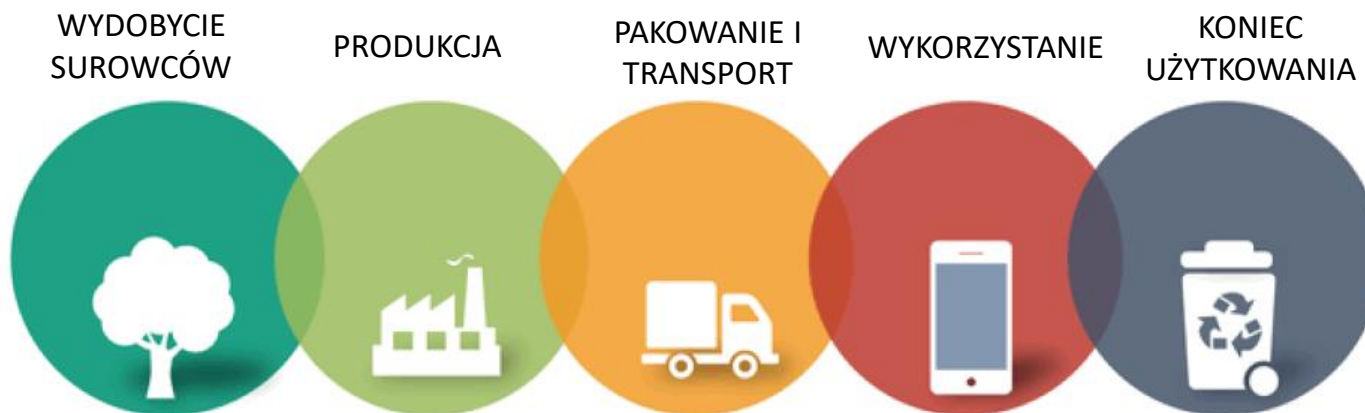 WYDOBYCIE
SUROWCÓW
PRODUKCJA
PAKOWANIE I
TRANSPORT
WYKORZYSTANIE
KONIEC
UŻYTKOWANIA